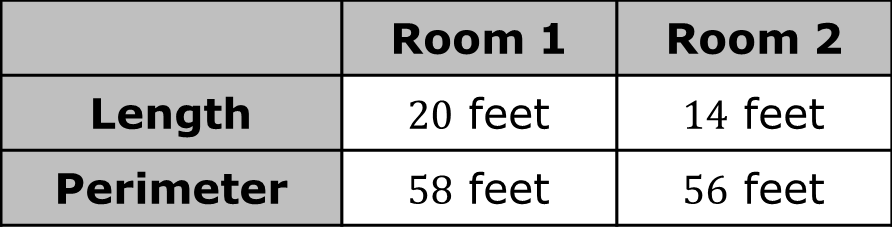 Room 1 Room 2
Length 20 feet 14 feet
Perimeter 58 feet 56 feet